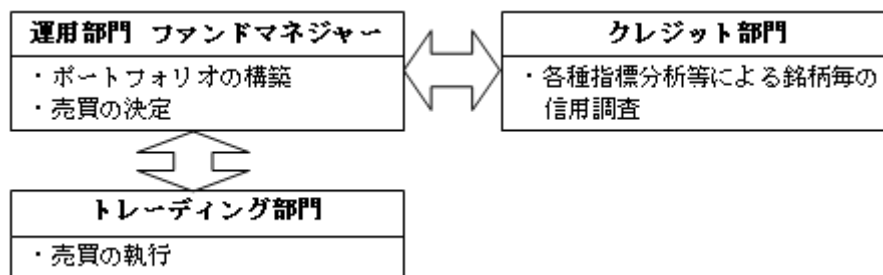 運用部門 ファンドマネジャー
・ポートフォリオの構築
・売買の決定
クレジット部門
・各種指標分析等による銘柄毎の
信用調査
トレーディング部門
・売買の執行